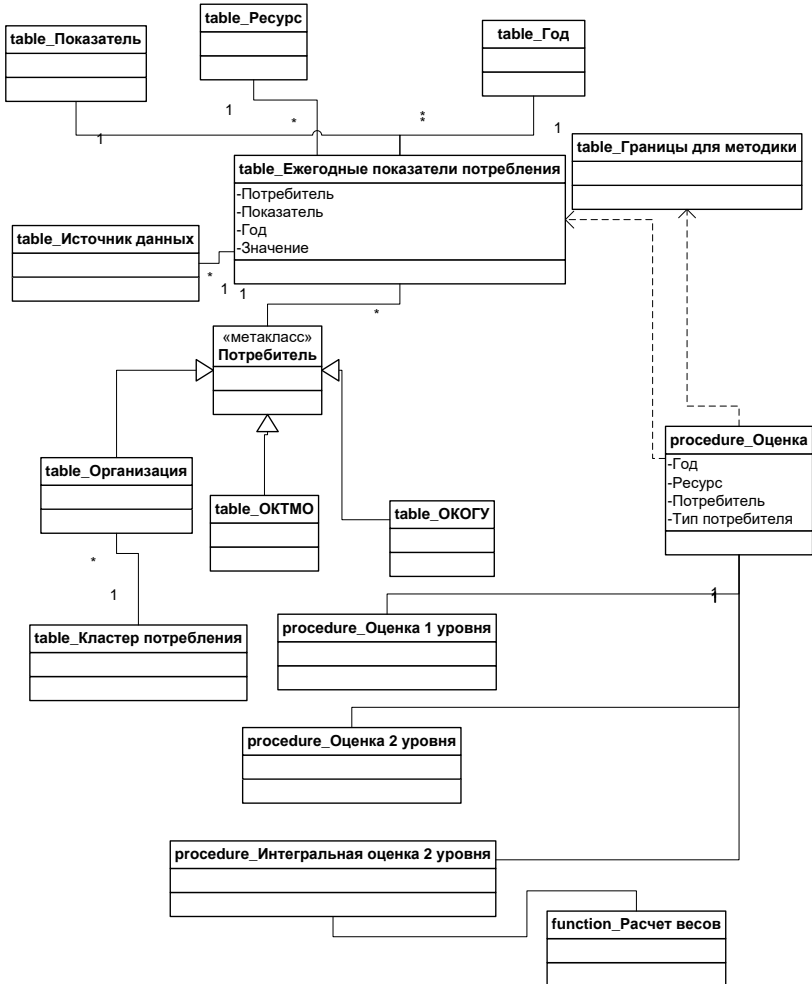 table_Ресурс
table_Год
table_Показатель
1
*
**
1
1
table_Ежегодные показатели потребления
-Потребитель
-Показатель
-Год
-Значение
table_Границы для методики
table_Источник данных
*
1
1
*
«метакласс»
Потребитель
table_Организация
table_ОКТМО
table_ОКОГУ
procedure_Оценка
-Год
-Ресурс
-Потребитель
-Тип потребителя
*
1
1
table_Кластер потребления
procedure_Оценка 1 уровня
procedure_Оценка 2 уровня
procedure_Интегральная оценка 2 уровня
function_Расчет весов